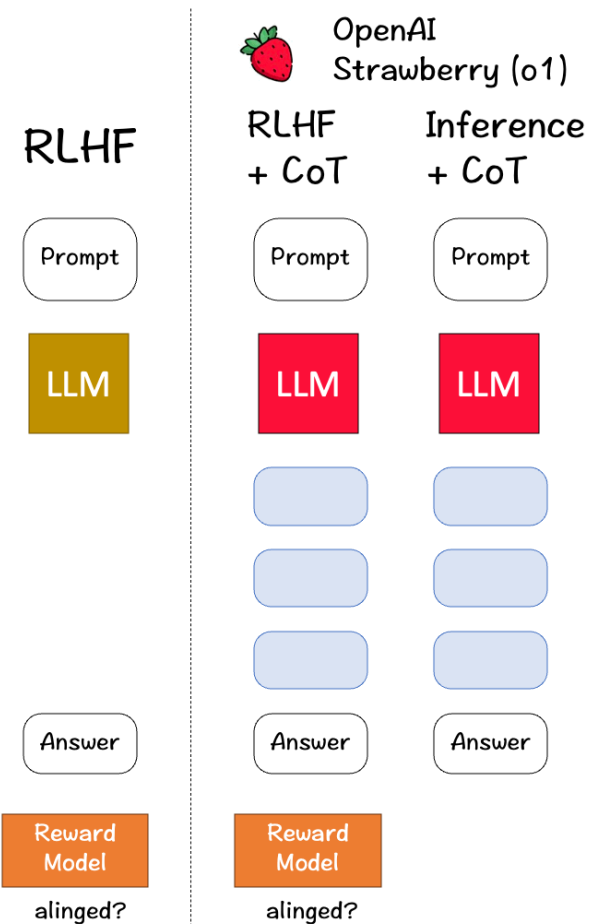 OpenAI
Strawberry (o1)
RLHF
RLHF
+ CoT
Inference
+ CoT
Prompt
Prompt
Prompt
LLM
LLM
LLM
Answer
Answer
Answer
Reward
Model
Reward
Model
alinged?
alinged?